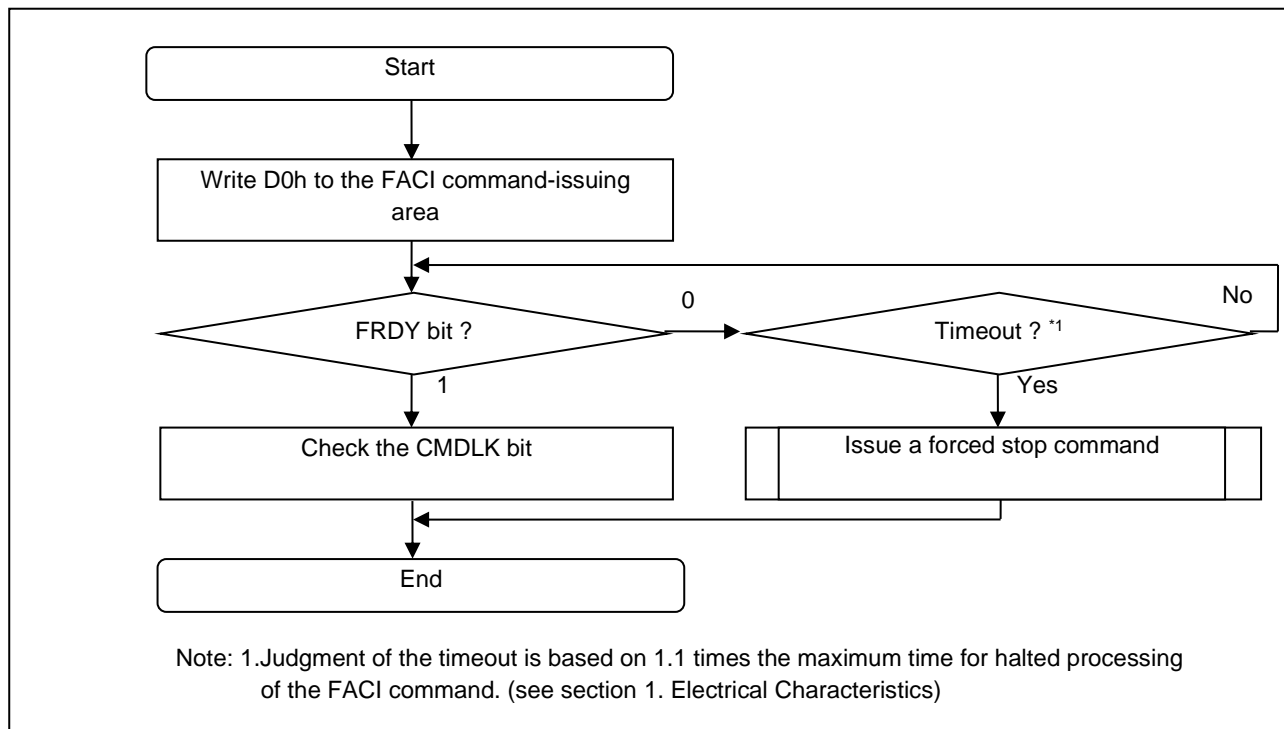 Start
Write D0h to the FACI command-issuing
area
FRDY bit ?
0
Timeout ? *1
No
1
Yes
Check the CMDLK bit
Issue a forced stop command
End
Note: 1.Judgment of the timeout is based on 1.1 times the maximum time for halted processing
of the FACI command. (see section 1. Electrical Characteristics)